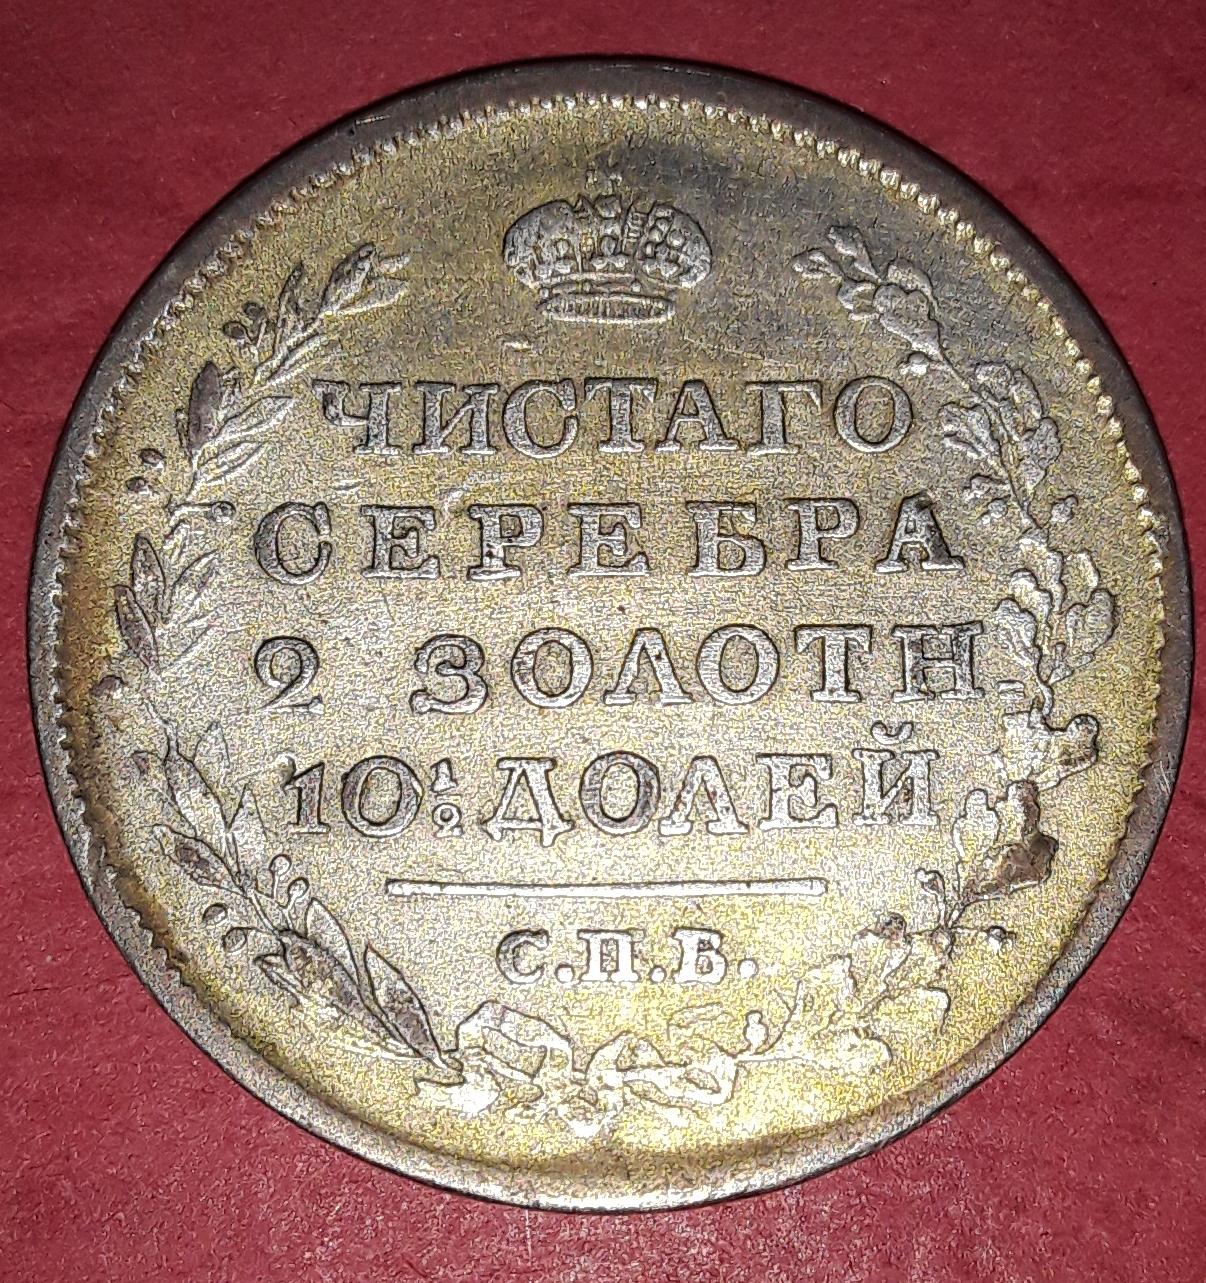 ЧИСТАГО
СЕРЕБРА
2 ЗОЛОТН
10½ ДОЛЕЙ
С.П.Б.